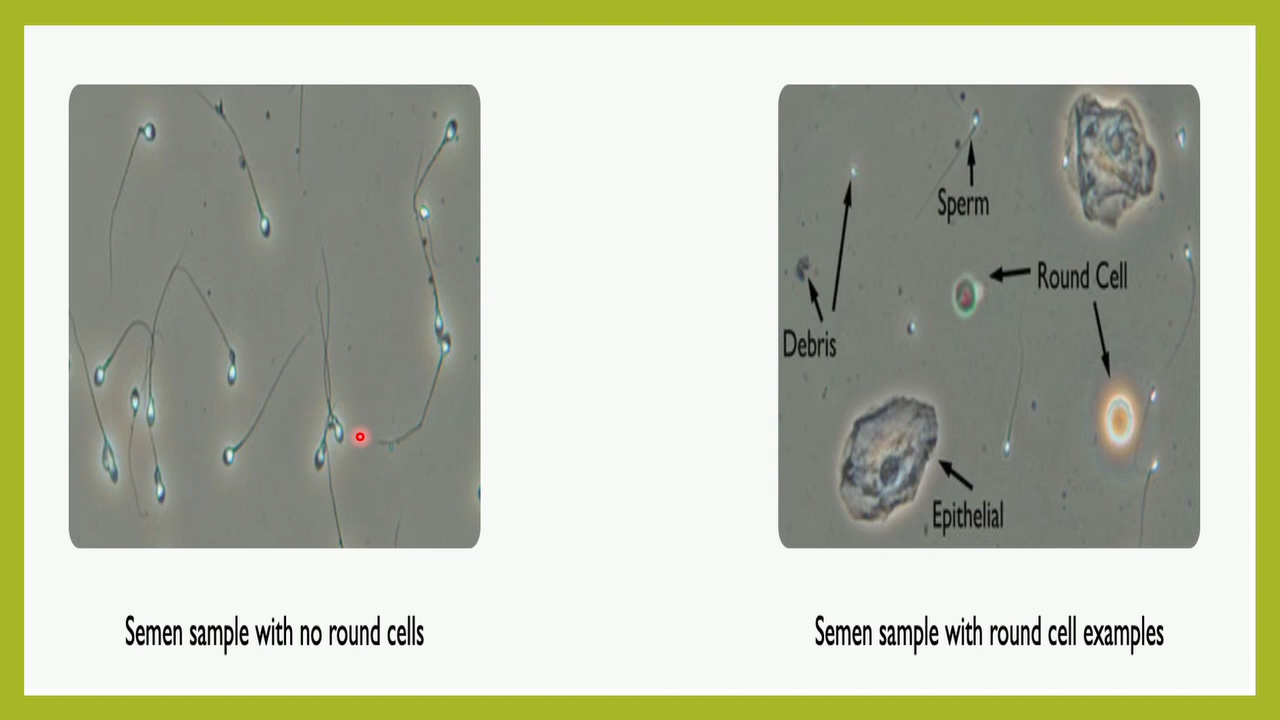 Sperm
Round Cell
Debris
Epithelial
Semen sample with no round cells
Semen sample with round cell examples